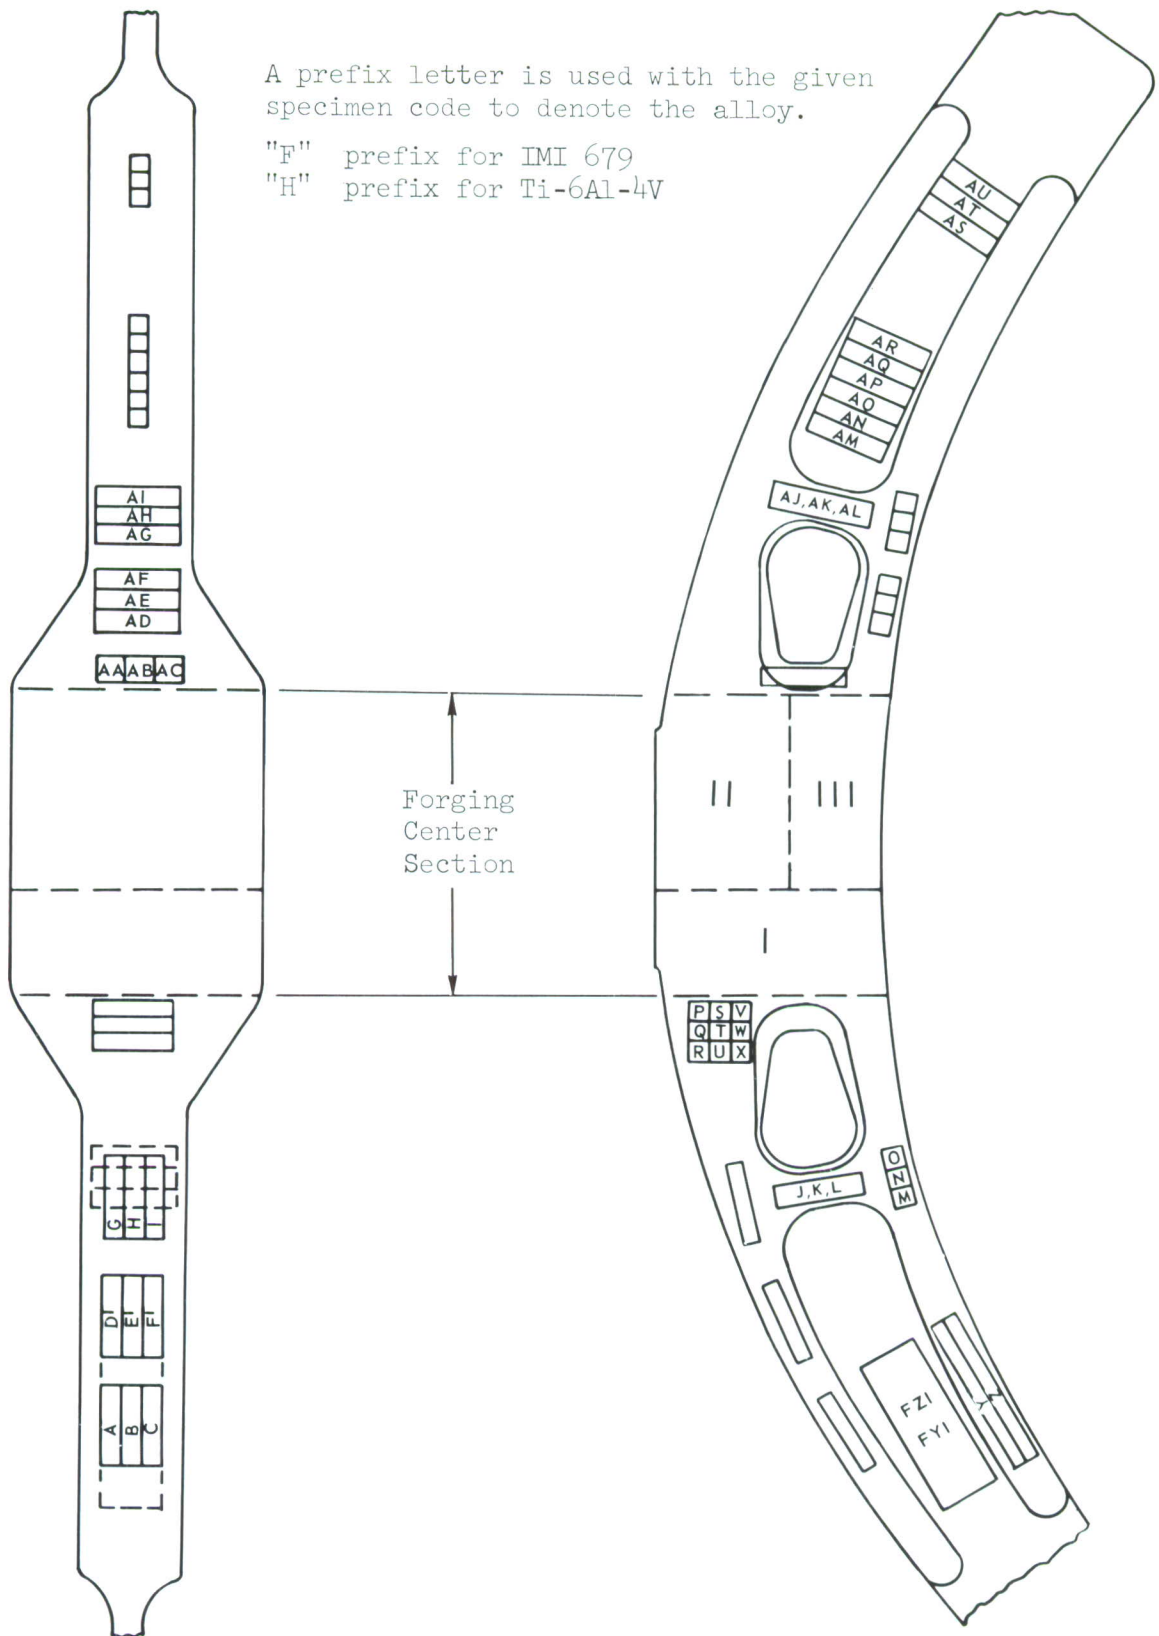 A prefix letter is used with the given
specimen code to denote the alloy.
"F" prefix for IMI 679
"H" prefix for Ti-6Al-4V
AU
AT
AS
AR
AQ
AP
AO
AN
AM
AJ, AK, AL
AI
AH
AG
AF
AE
AD
AA AB AC
Forging
Center
Section
II
III
I
P S V
Q T W
R U X
O
N
M
J, K, L
G
H
I
D
E
F
A
B
C
FZI
FYI
Z
Y